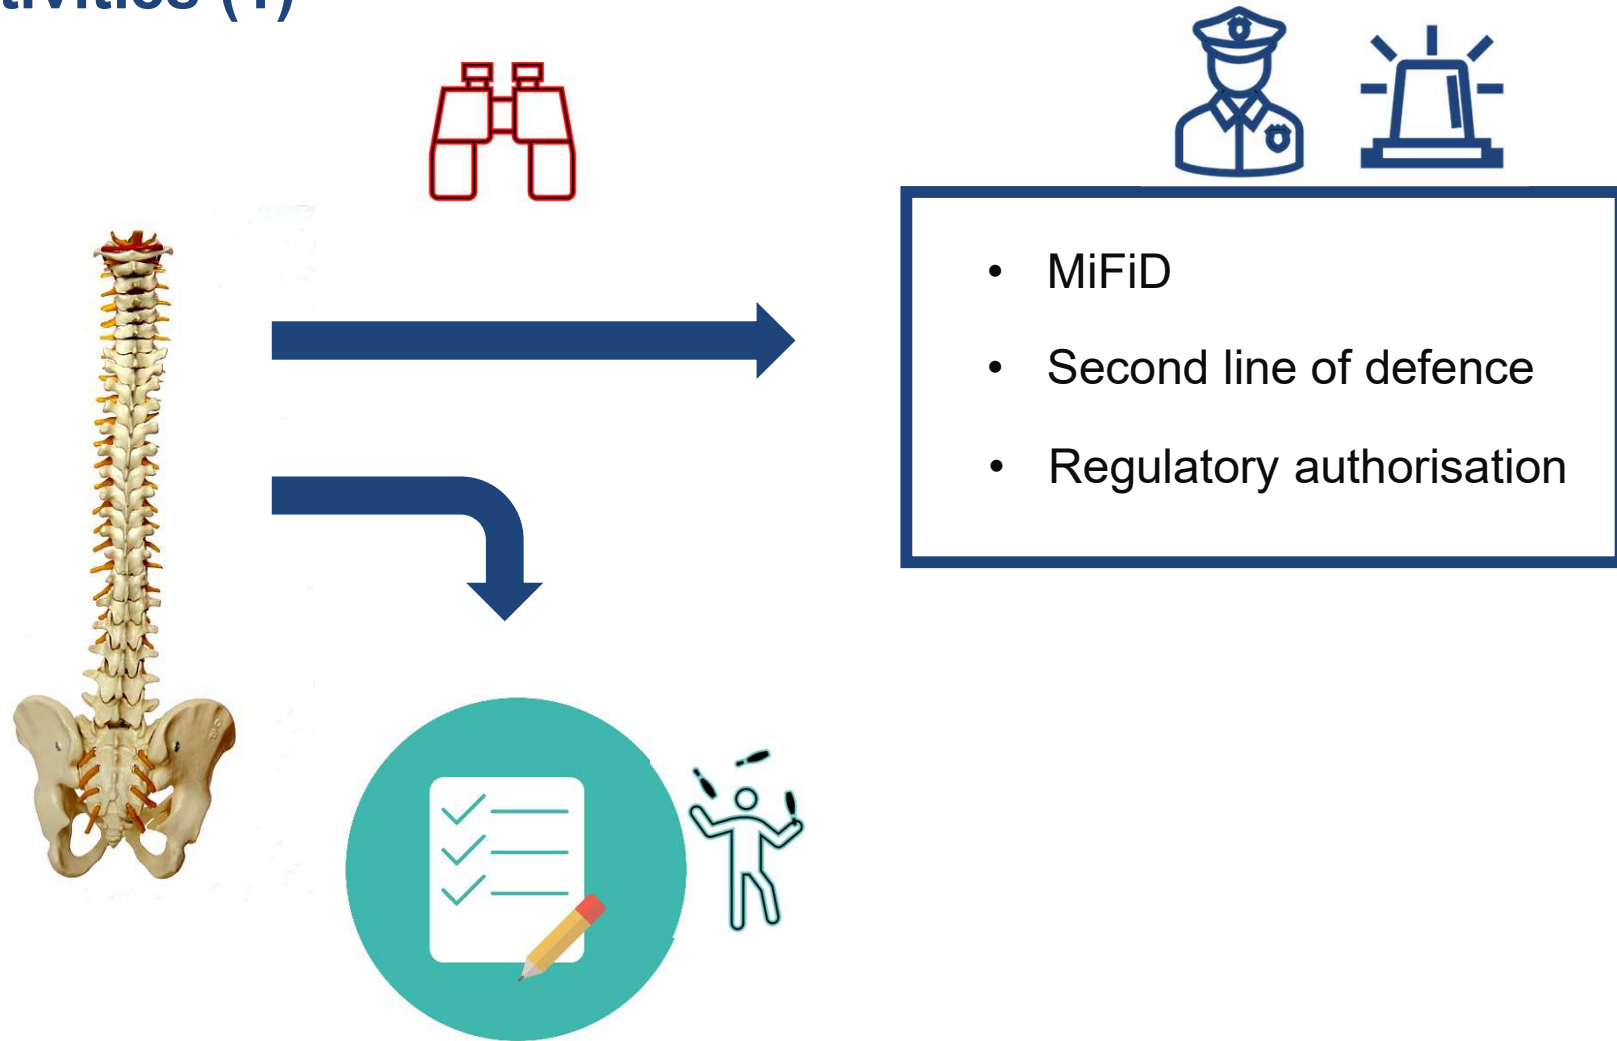 • MiFiD
• Second line of defence
• Regulatory authorisation